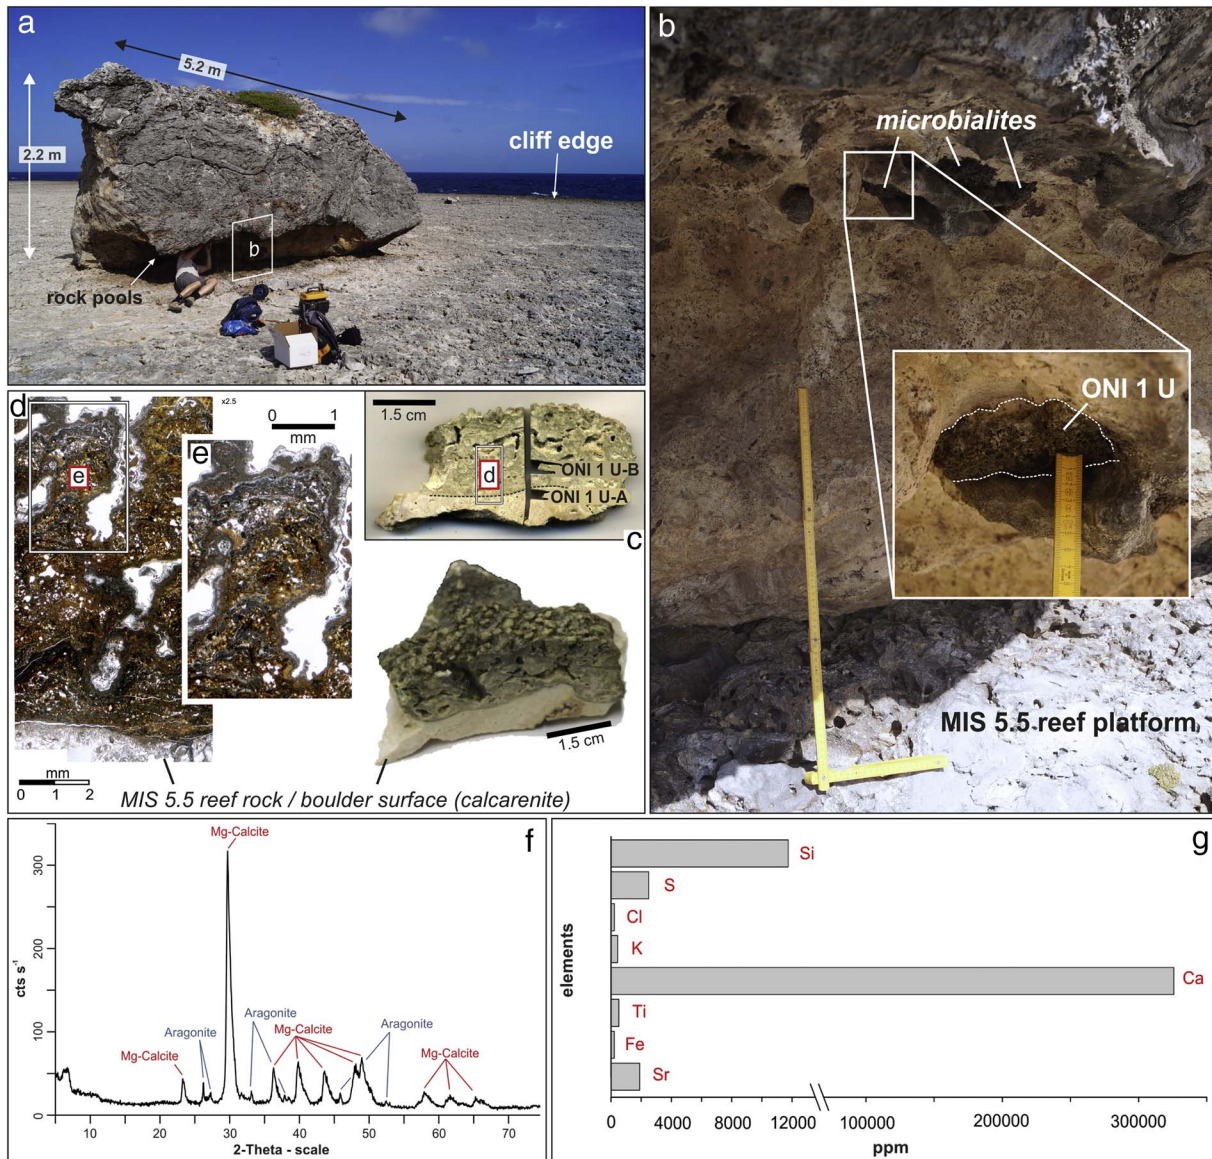 a
5.2 m
2.2 m
cliff edge
b
rock pools
b
microbialites
ONI 1 U
MIS 5.5 reef platform
d
x2.5
0 1
mm
e
e
1.5 cm
d
ONI 1 U-B
ONI 1 U-A
c
1.5 cm
mm
0 1 2
MIS 5.5 reef rock / boulder surface (calcarenite)
f
Mg-Calcite
Aragonite
Aragonite
Mg-Calcite
Aragonite
Mg-Calcite
Mg-Calcite
cts s-1
0 100 200 300
10 20 30 40 50 60 70
2-Theta - scale
g
elements
Si
S
Cl
K
Ca
Ti
Fe
Sr
0 4000 8000 12000 100000 200000 300000
ppm